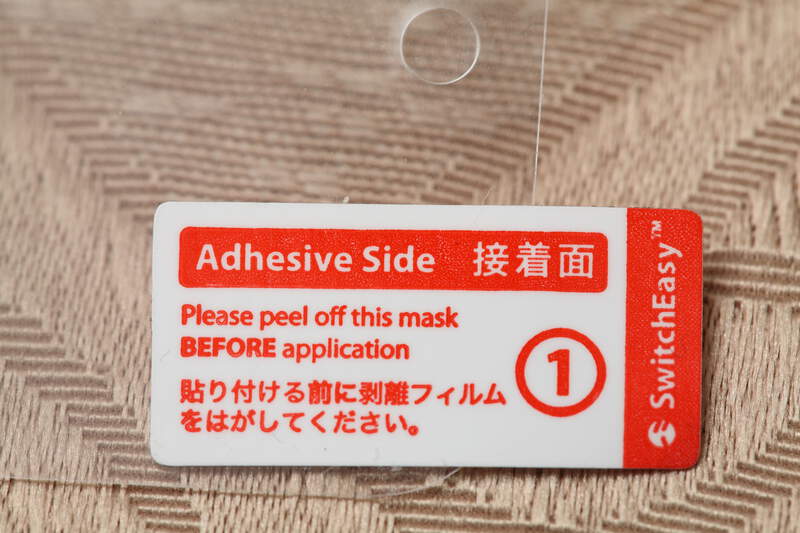 Adhesive Side 接着面
Please peel off this mask
BEFORE application
貼り付ける前に剥離フィルム
をはがしてください。
1
SwitchEasy™